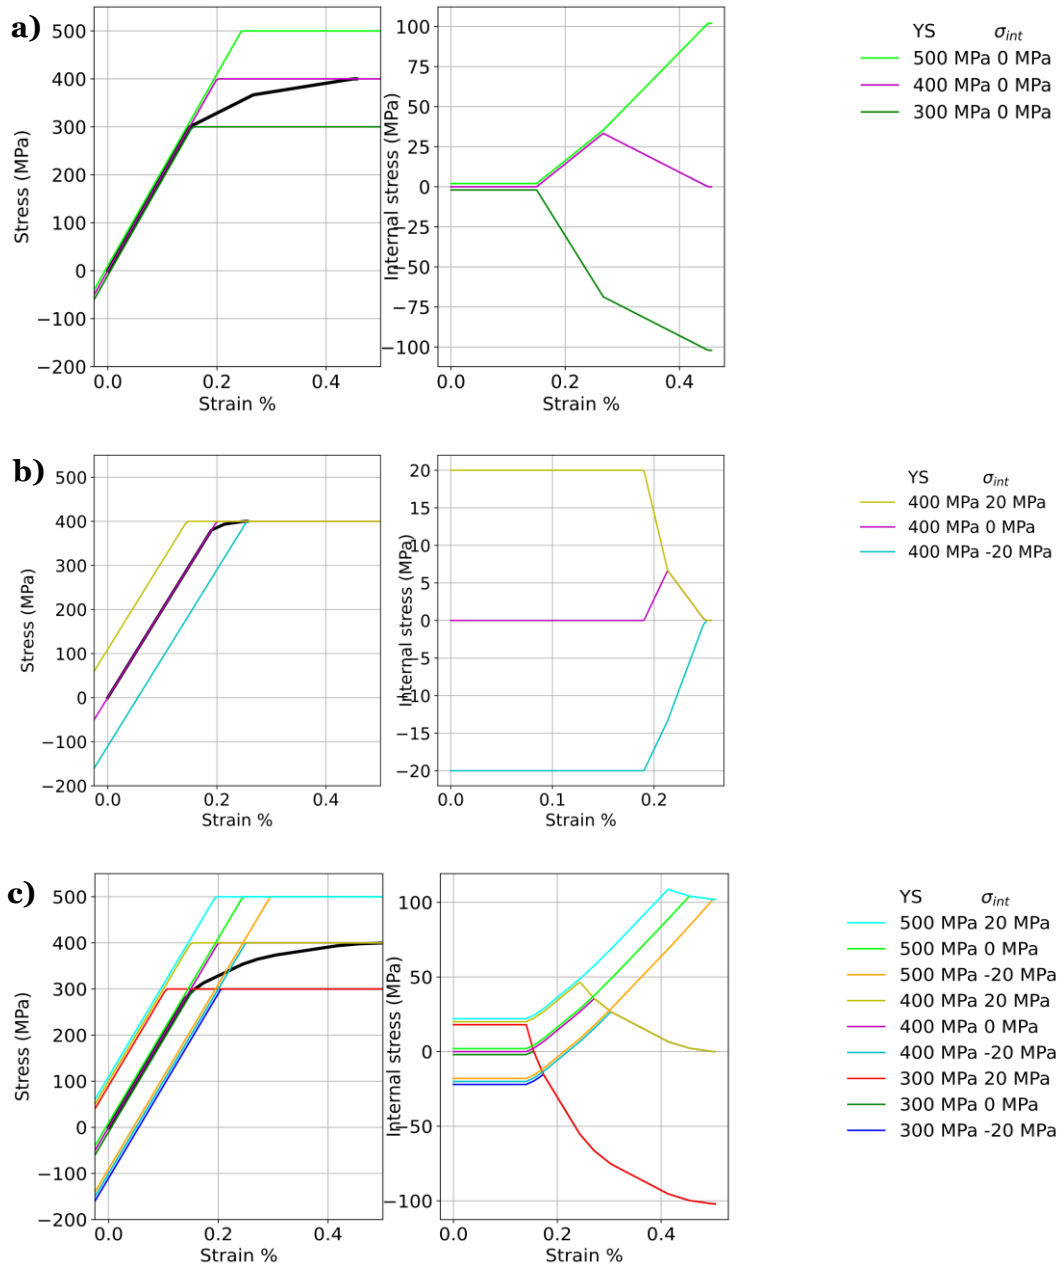 a)
500
400
300
200
100
0
−100
−200
0.0 0.2 0.4
Strain %
Stress (MPa)
100
75
50
25
0
−25
−50
−75
−100
0.0 0.2 0.4
Strain %
Internal stress (MPa)
YS σint
500 MPa 0 MPa
400 MPa 0 MPa
300 MPa 0 MPa
b)
500
400
300
200
100
0
−100
−200
0.0 0.2 0.4
Strain %
Stress (MPa)
20
15
10
5
0
−5
−10
−15
−20
0.0 0.1 0.2
Strain %
Internal stress (MPa)
YS σint
400 MPa 20 MPa
400 MPa 0 MPa
400 MPa -20 MPa
c)
500
400
300
200
100
0
−100
−200
0.0 0.2 0.4
Strain %
Stress (MPa)
100
50
0
−50
−100
0.0 0.2 0.4
Strain %
Internal stress (MPa)
YS σint
500 MPa 20 MPa
500 MPa 0 MPa
500 MPa -20 MPa
400 MPa 20 MPa
400 MPa 0 MPa
400 MPa -20 MPa
300 MPa 20 MPa
300 MPa 0 MPa
300 MPa -20 MPa